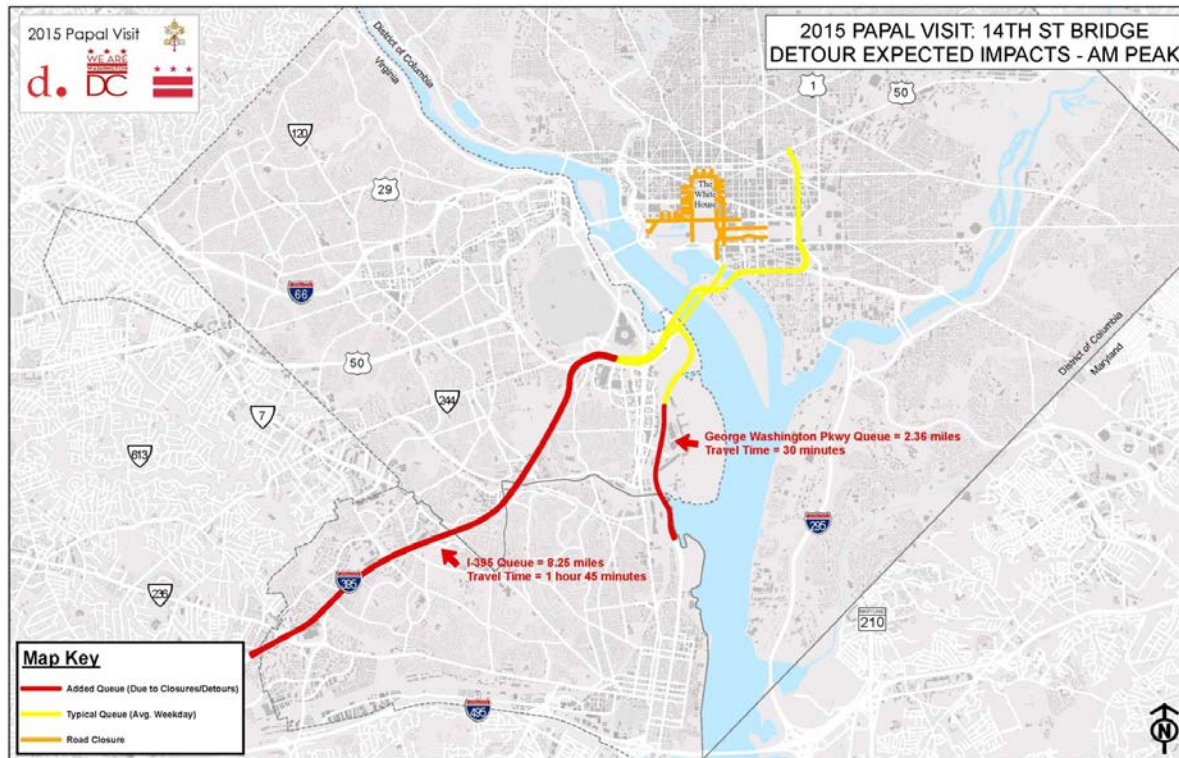 2015 Papal Visit
d.
WE ARE
WASHINGTON
DC
2015 PAPAL VISIT: 14TH ST BRIDGE
DETOUR EXPECTED IMPACTS - AM PEAK
District of Columbia
Virginia
1
50
120
29
The
White
House
66
50
244
7
613
District of Columbia
Maryland
George Washington Pkwy Queue = 2.36 miles
Travel Time = 30 minutes
295
I-395 Queue = 8.25 miles
Travel Time = 1 hour 45 minutes
395
236
MARYLAND
210
495
Map Key
Added Queue (Due to Closures/Detours)
Typical Queue (Avg. Weekday)
Road Closure
N